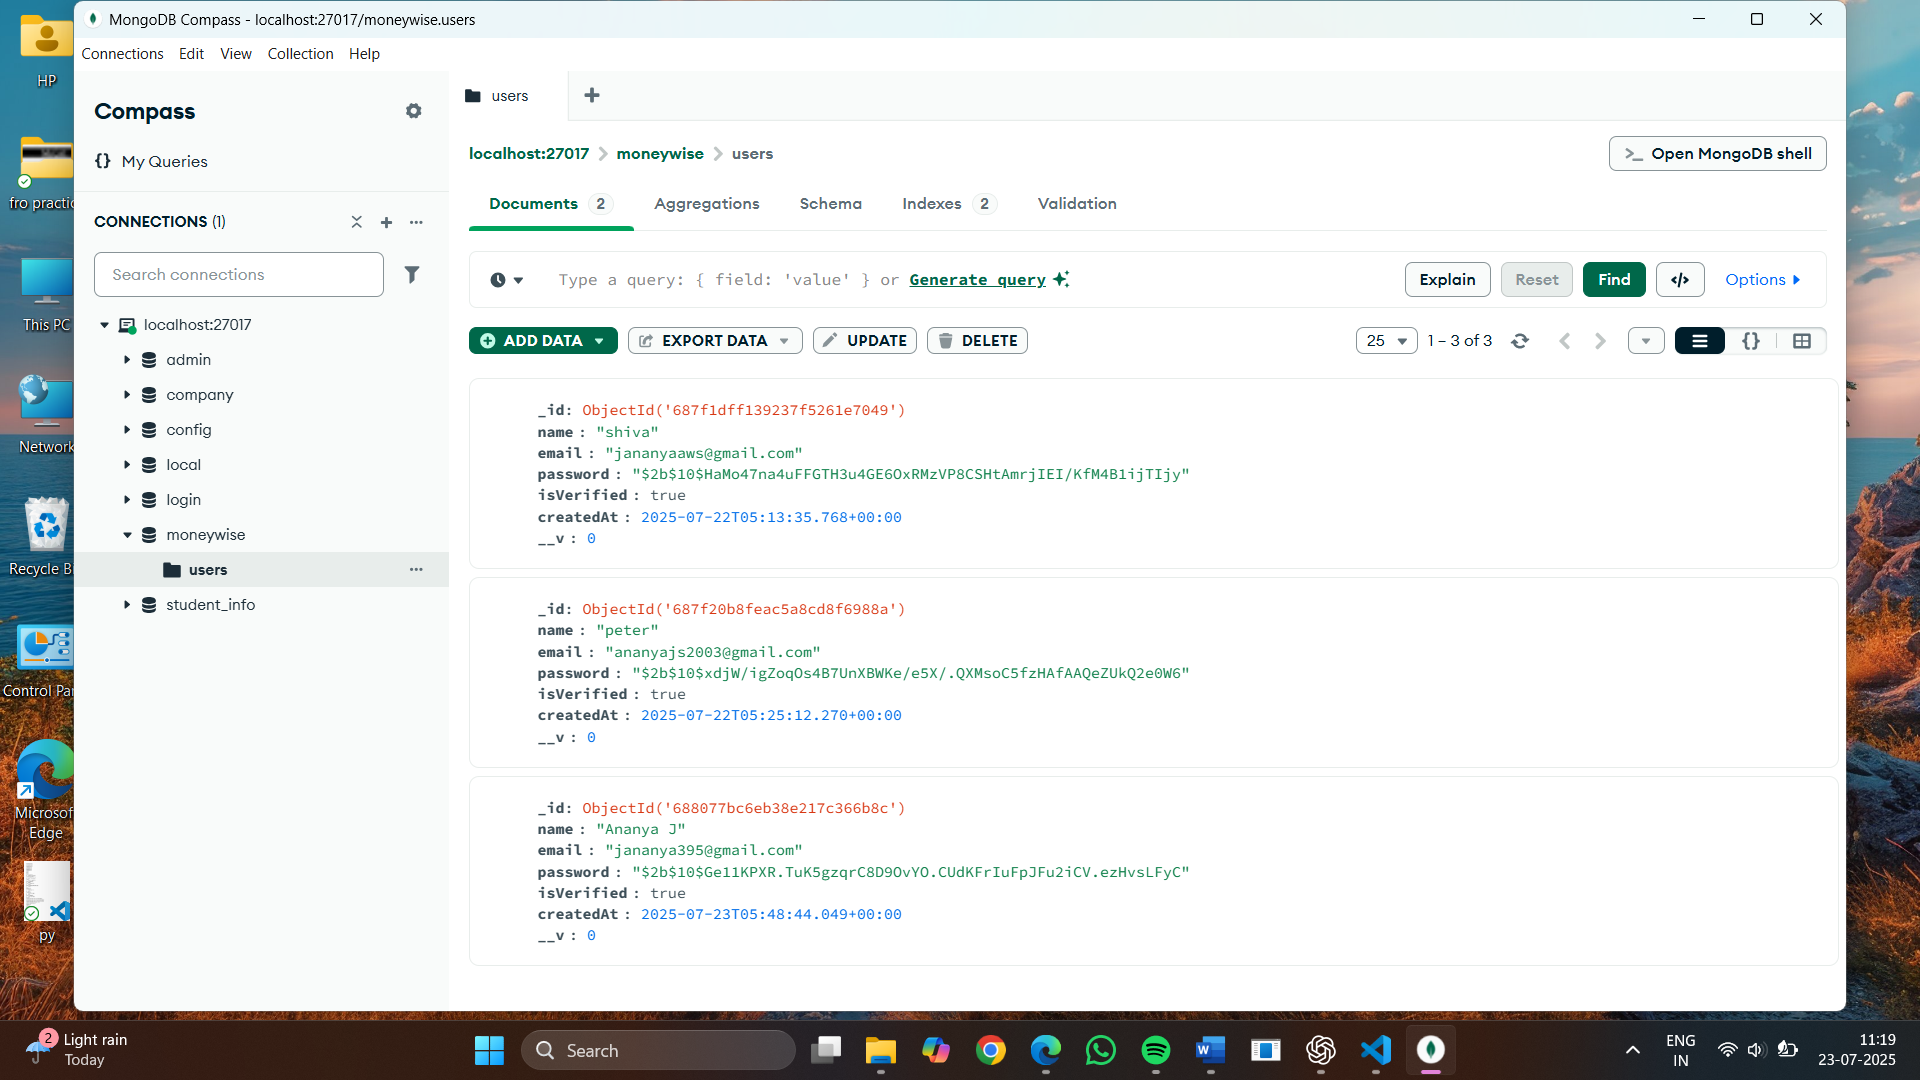 MongoDB Compass - localhost:27017/moneywise.users
Connections Edit View Collection Help
HP
Compass
users
My Queries
localhost:27017 moneywise users
>_ Open MongoDB shell
fro practic
CONNECTIONS (1)
Documents 2 Aggregations Schema Indexes 2 Validation
Search connections
Type a query: { field: 'value' } or Generate query
Explain Reset Find </> Options
This PC
localhost:27017
ADD DATA EXPORT DATA UPDATE DELETE
25 1 – 3 of 3 {}
admin
company
config
local
login
moneywise
users
student_info
Network
Recycle B
Control Pa
Microsof
Edge
py
_id: ObjectId('687f1dff139237f5261e7049')
name : "shiva"
email : "jananyaaws@gmail.com"
password : "$2b$10$HaMo47na4uFFGTH3u4GE6OxRMzVP8CSHtAmrjIEI/KfM4B1ijTIjy"
isVerified : true
createdAt : 2025-07-22T05:13:35.768+00:00
__v : 0
_id: ObjectId('687f20b8feac5a8cd8f6988a')
name : "peter"
email : "ananyajs2003@gmail.com"
password : "$2b$10$xdjW/igZoqOs4B7UnXBWKe/e5X/.QXMsoC5fzHAfAAQeZUkQ2e0W6"
isVerified : true
createdAt : 2025-07-22T05:25:12.270+00:00
__v : 0
_id: ObjectId('688077bc6eb38e217c366b8c')
name : "Ananya J"
email : "jananya395@gmail.com"
password : "$2b$10$Ge11KPXR.TuK5gzqrC8D9OvYO.CUdKFrIuFpJFu2iCV.ezHvsLFyC"
isVerified : true
createdAt : 2025-07-23T05:48:44.049+00:00
__v : 0
2
Light rain
Today
Search
ENG
IN
11:19
23-07-2025